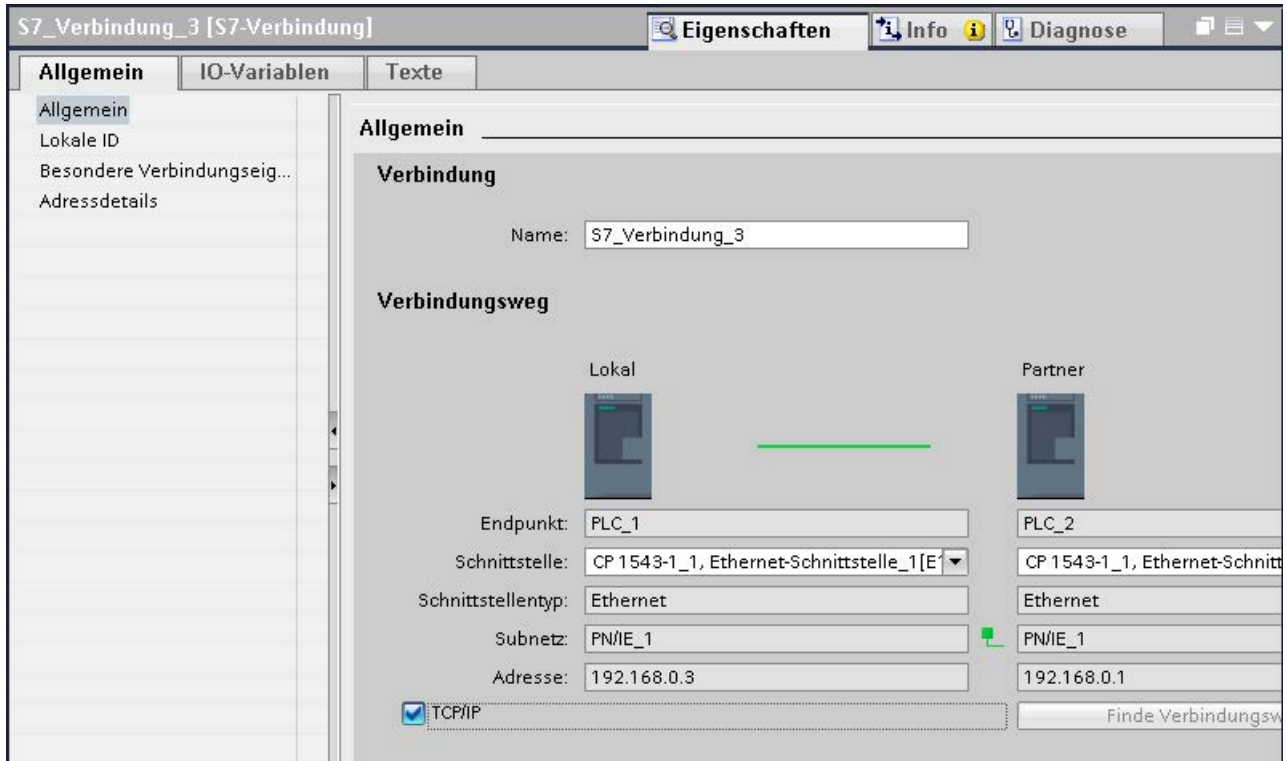 S7_Verbindung_3 [S7-Verbindung]
Eigenschaften
Info
Diagnose
Allgemein
IO-Variablen
Texte
Allgemein
Lokale ID
Besondere Verbindungseig...
Adressdetails
Allgemein
Verbindung
Name: S7_Verbindung_3
Verbindungsweg
Lokal Partner
Endpunkt: PLC_1 PLC_2
Schnittstelle: CP 1543-1_1, Ethernet-Schnittstelle_1[E CP 1543-1_1, Ethernet-Schnitt
Schnittstellentyp: Ethernet Ethernet
Subnetz: PN/IE_1 PN/IE_1
Adresse: 192.168.0.3 192.168.0.1
TCP/IP Finde Verbindungsw